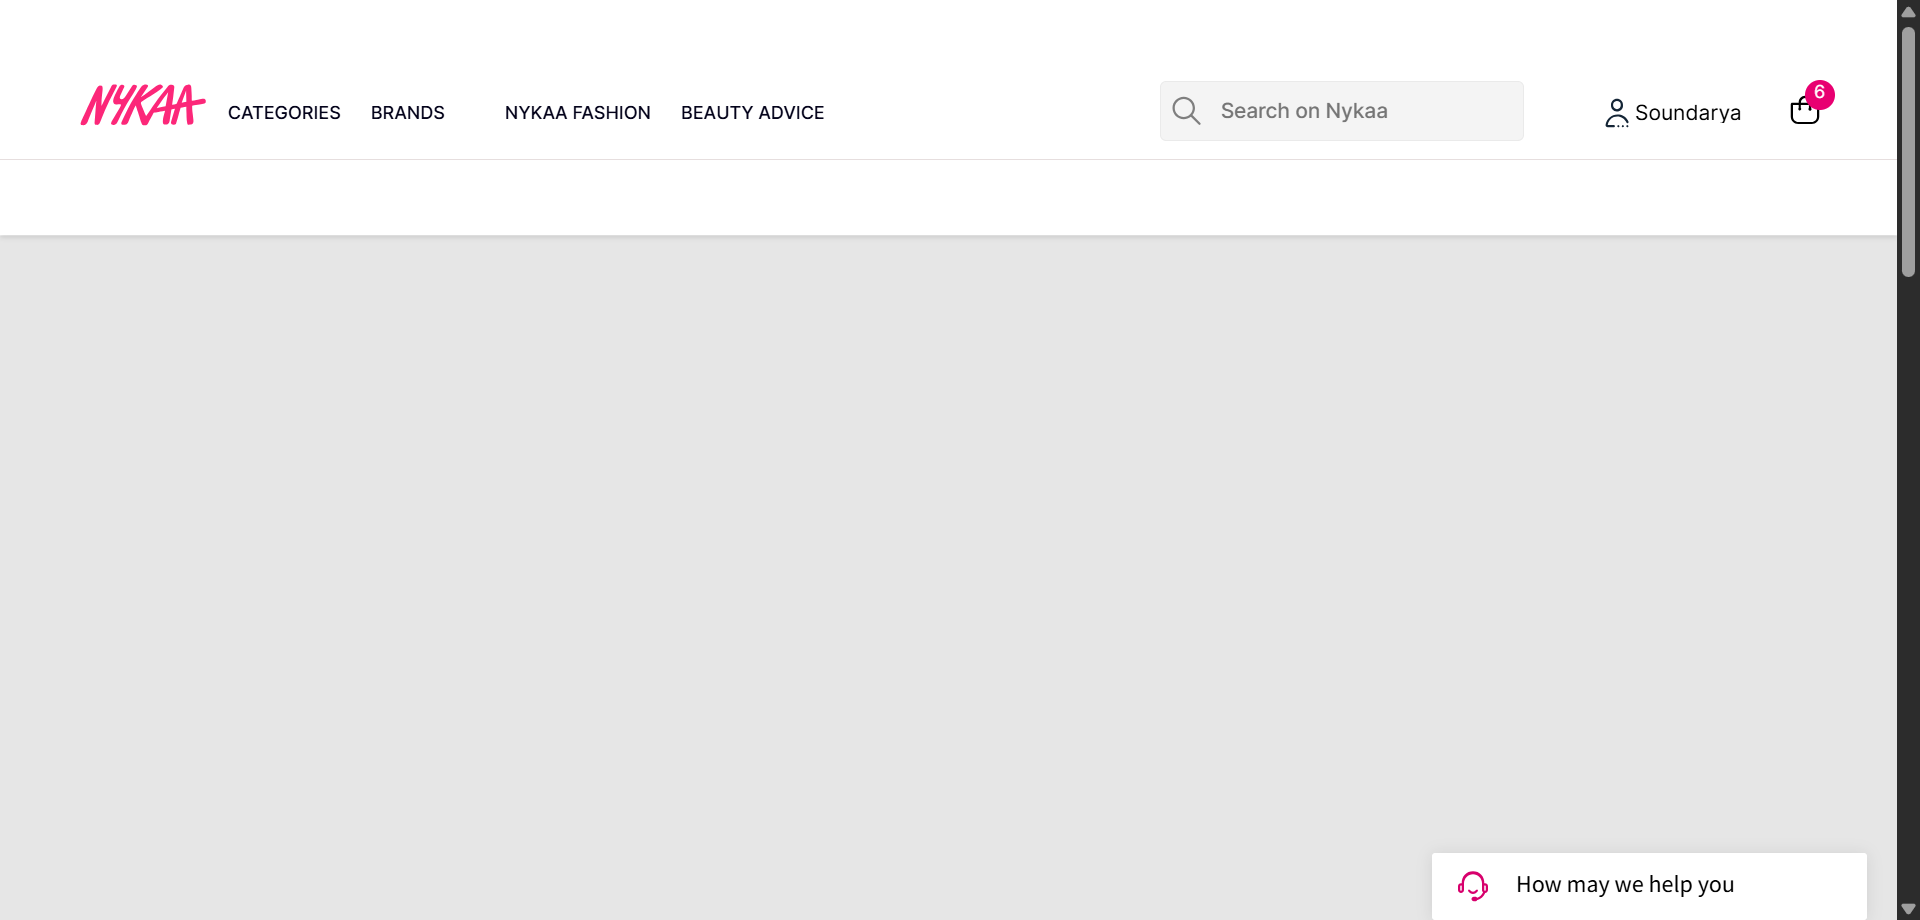 NYKAA
CATEGORIES BRANDS NYKAA FASHION BEAUTY ADVICE
Search on Nykaa
Soundarya
6
How may we help you